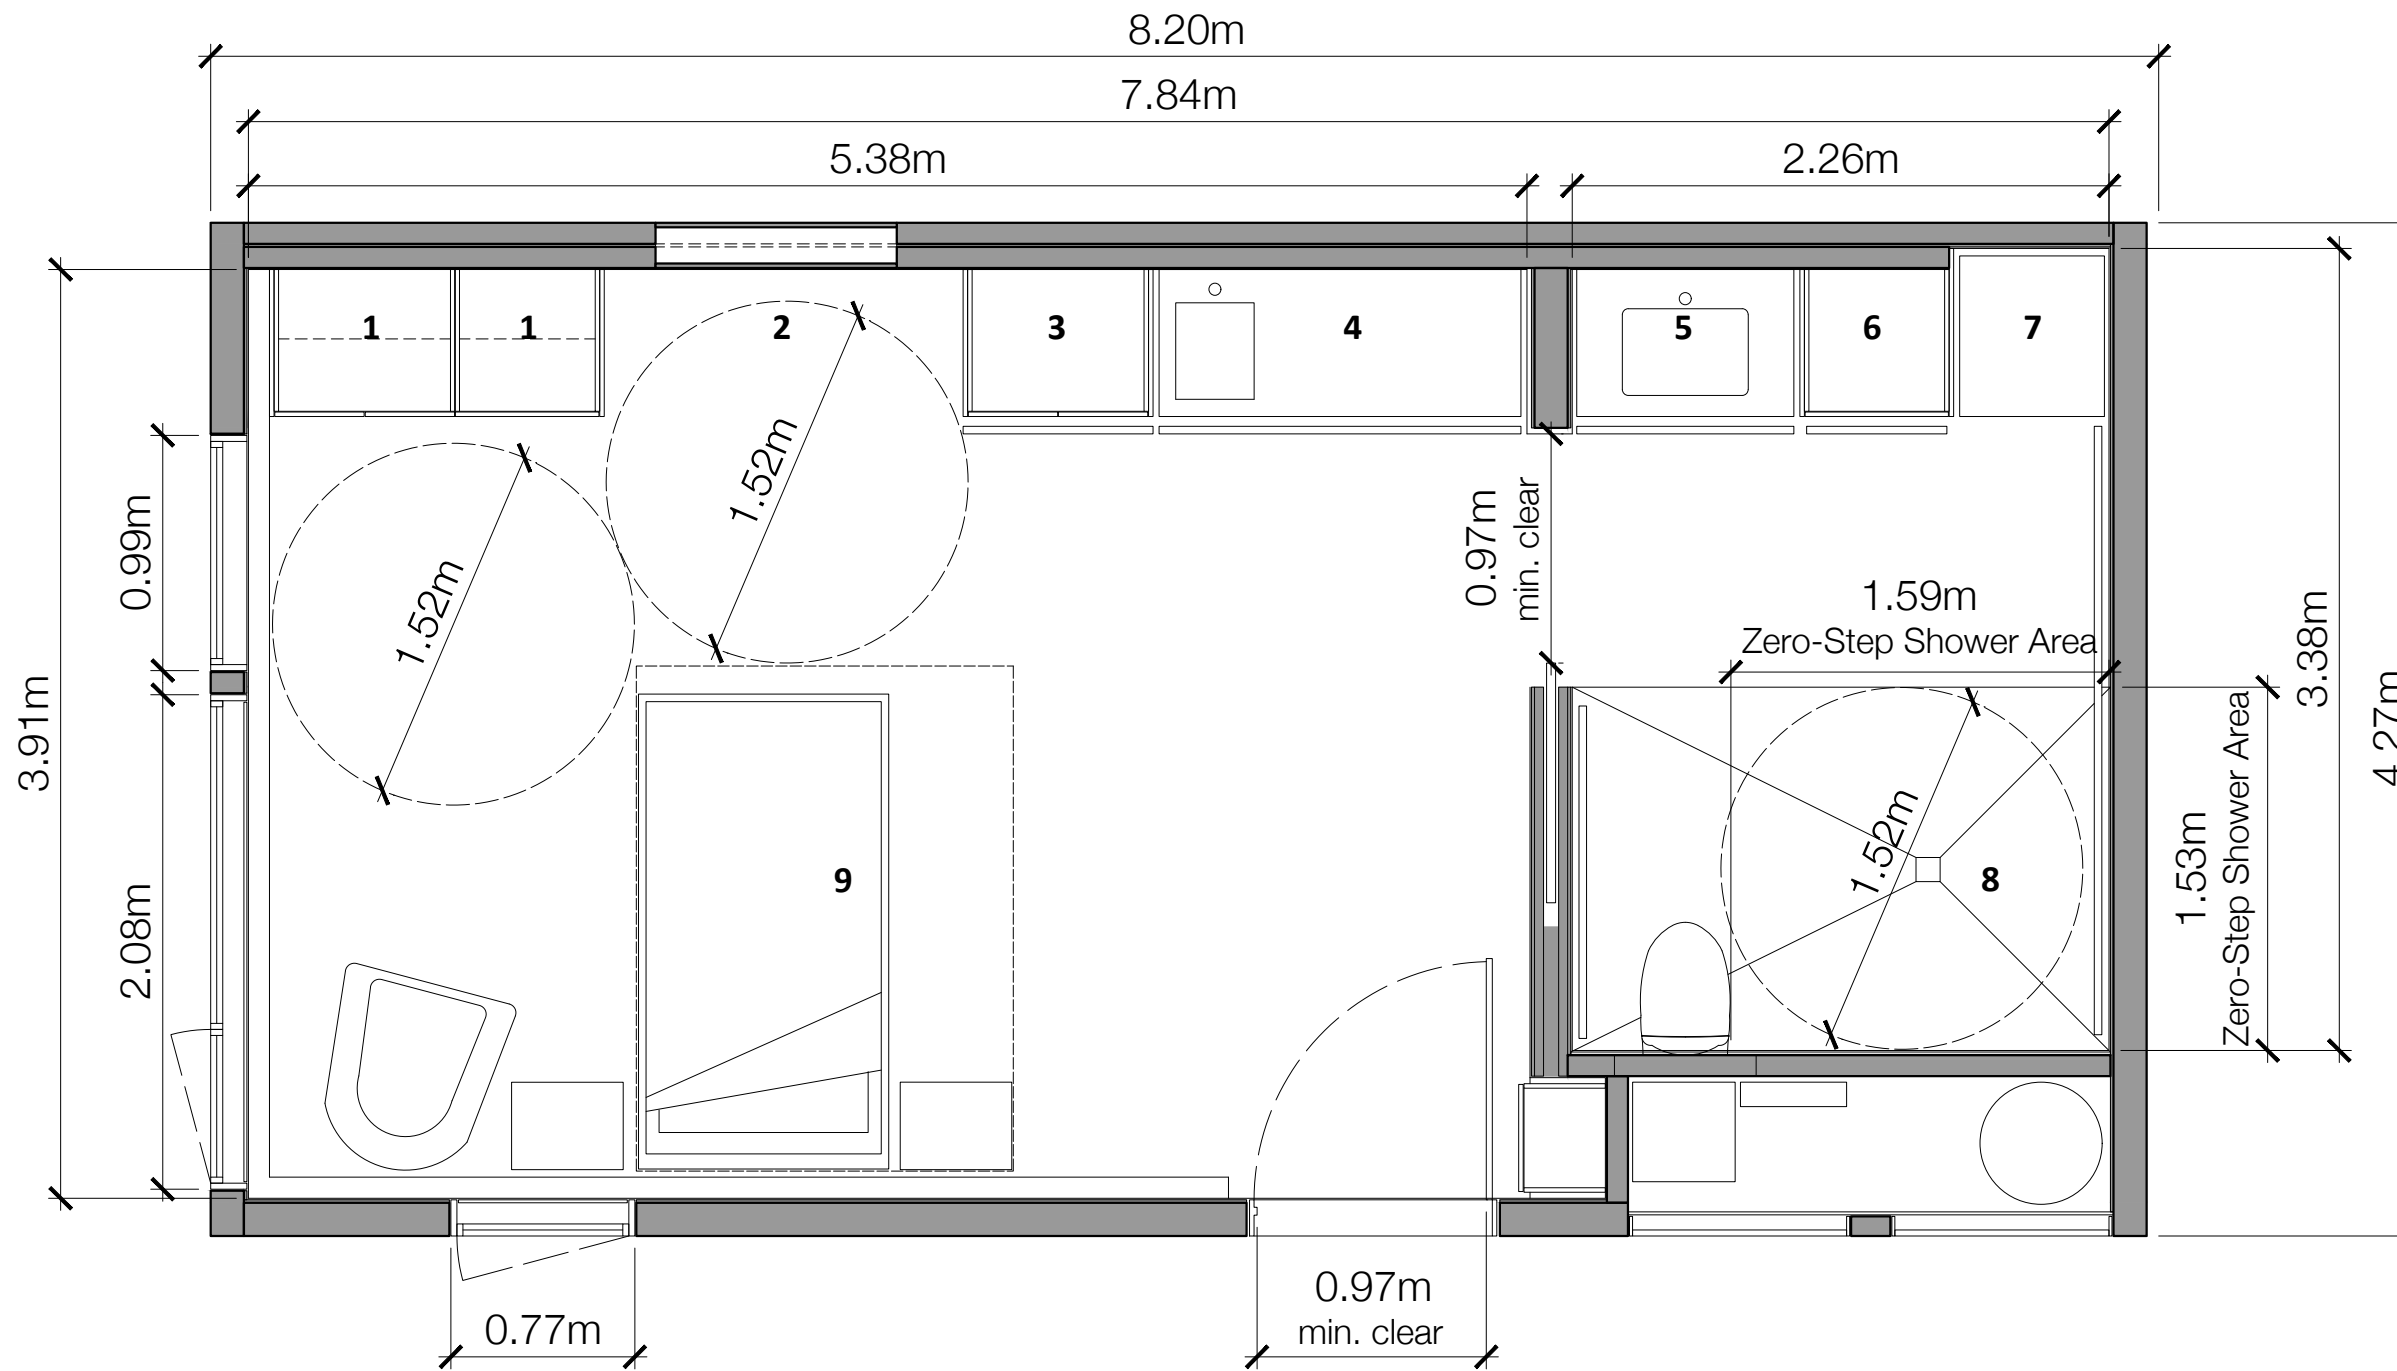 8.20m
7.84m
5.38m
2.26m
1
1
2
3
4
5
6
7
1.52m
1.52m
0.99m
0.97m
min. clear
1.59m
Zero-Step Shower Area
3.91m
3.38m
4.27m
2.08m
9
1.52m
8
1.53m
Zero-Step Shower Area
0.77m
0.97m
min. clear